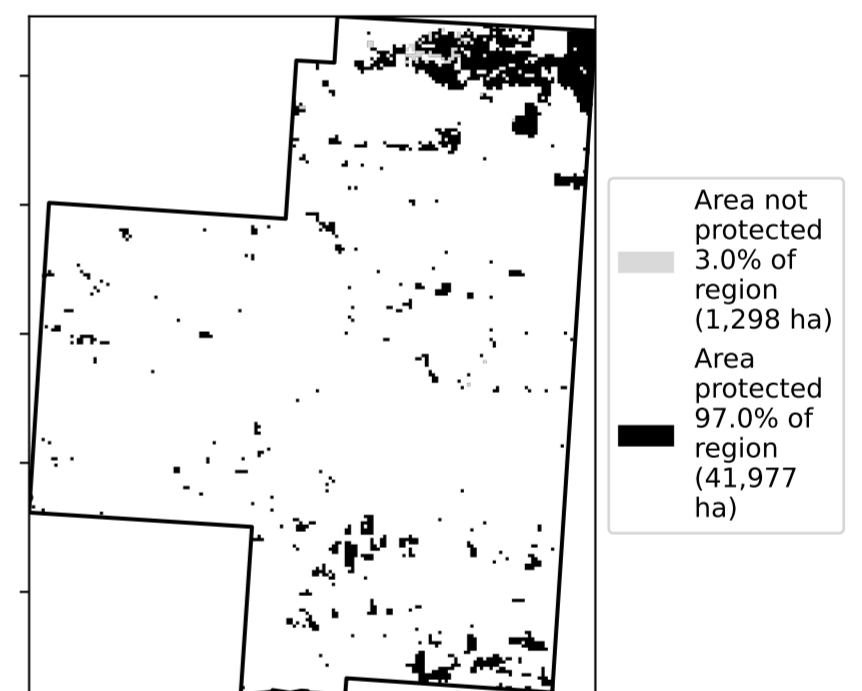 Area not
protected
3.0% of
region
(1,298 ha)
Area
protected
97.0% of
region
(41,977
ha)